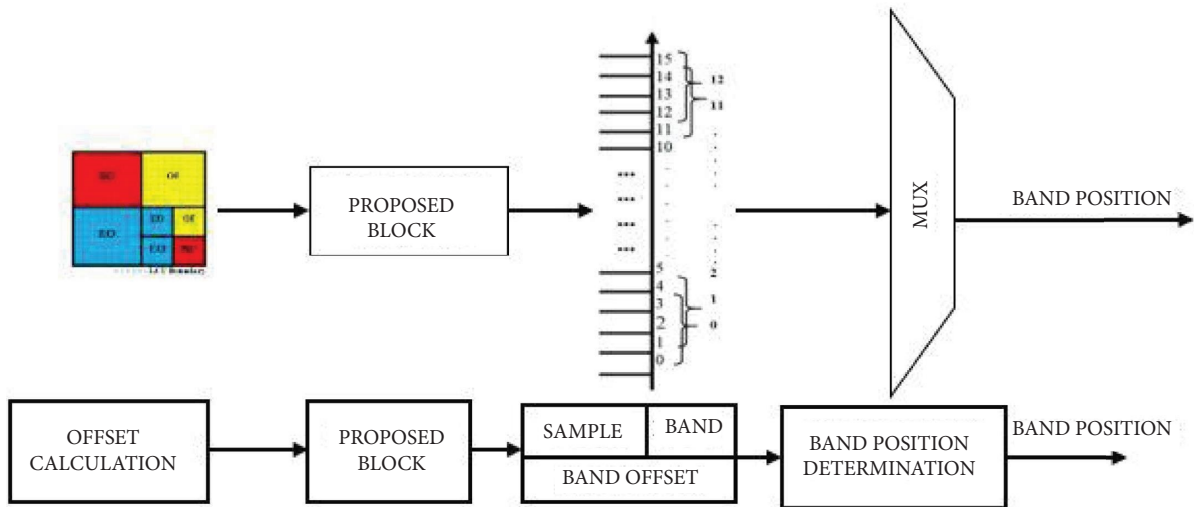 OF
EO
EO
OF
EO
Boundary
PROPOSED
BLOCK
15
14
13
12
11
10
5
4
3
2
1
0
12
11
2
1
0
MUX
BAND POSITION
OFFSET
CALCULATION
PROPOSED
BLOCK
SAMPLE
BAND
BAND OFFSET
BAND POSITION
DETERMINATION
BAND POSITION